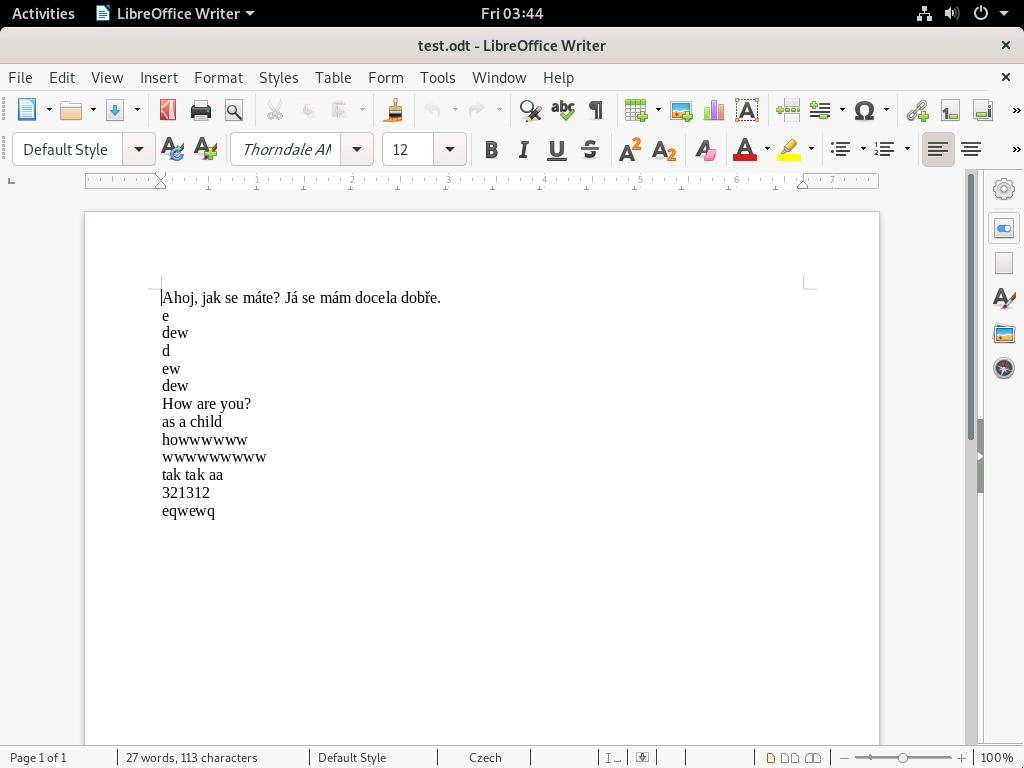 Activities LibreOffice Writer Fri 03:44
test.odt - LibreOffice Writer
File Edit View Insert Format Styles Table Form Tools Window Help
Default Style Thorndale 12
1 2 3 4 5 6 7
Ahoj, jak se máte? Já se mám docela dobře.
e
dew
d
ew
dew
How are you?
as a child
howwwwww
wwwwwwwww
tak tak aa
321312
eqwewq
Page 1 of 1 27 words, 113 characters Default Style Czech 100%